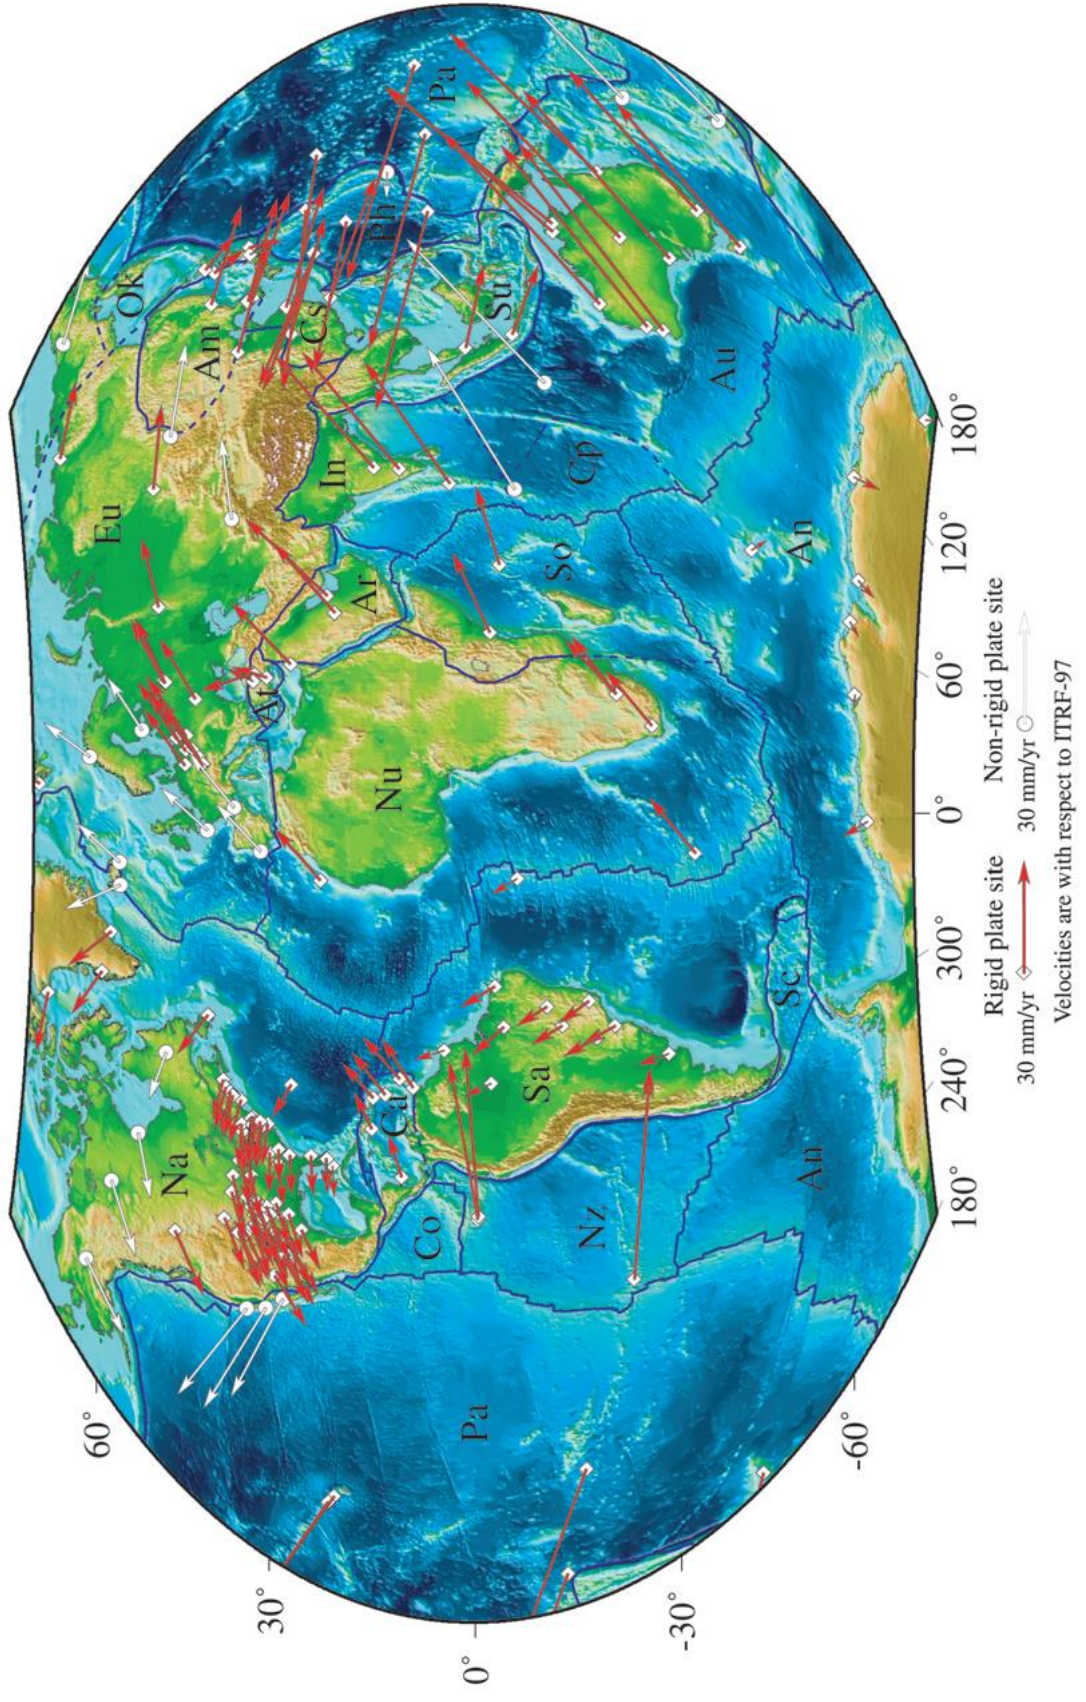 60°
Eu
Ok
Na
An
At
30°
Cs
In
Ar
Ph
Nu
Ca
Co
Pa
0°
Pa
Su
Sa
So
Cp
Nz
-30°
Au
Sc
An
An
-60°
180° 240° 300° 0° 60° 120° 180°
Rigid plate site Non-rigid plate site
30 mm/yr 30 mm/yr
Velocities are with respect to ITRF-97